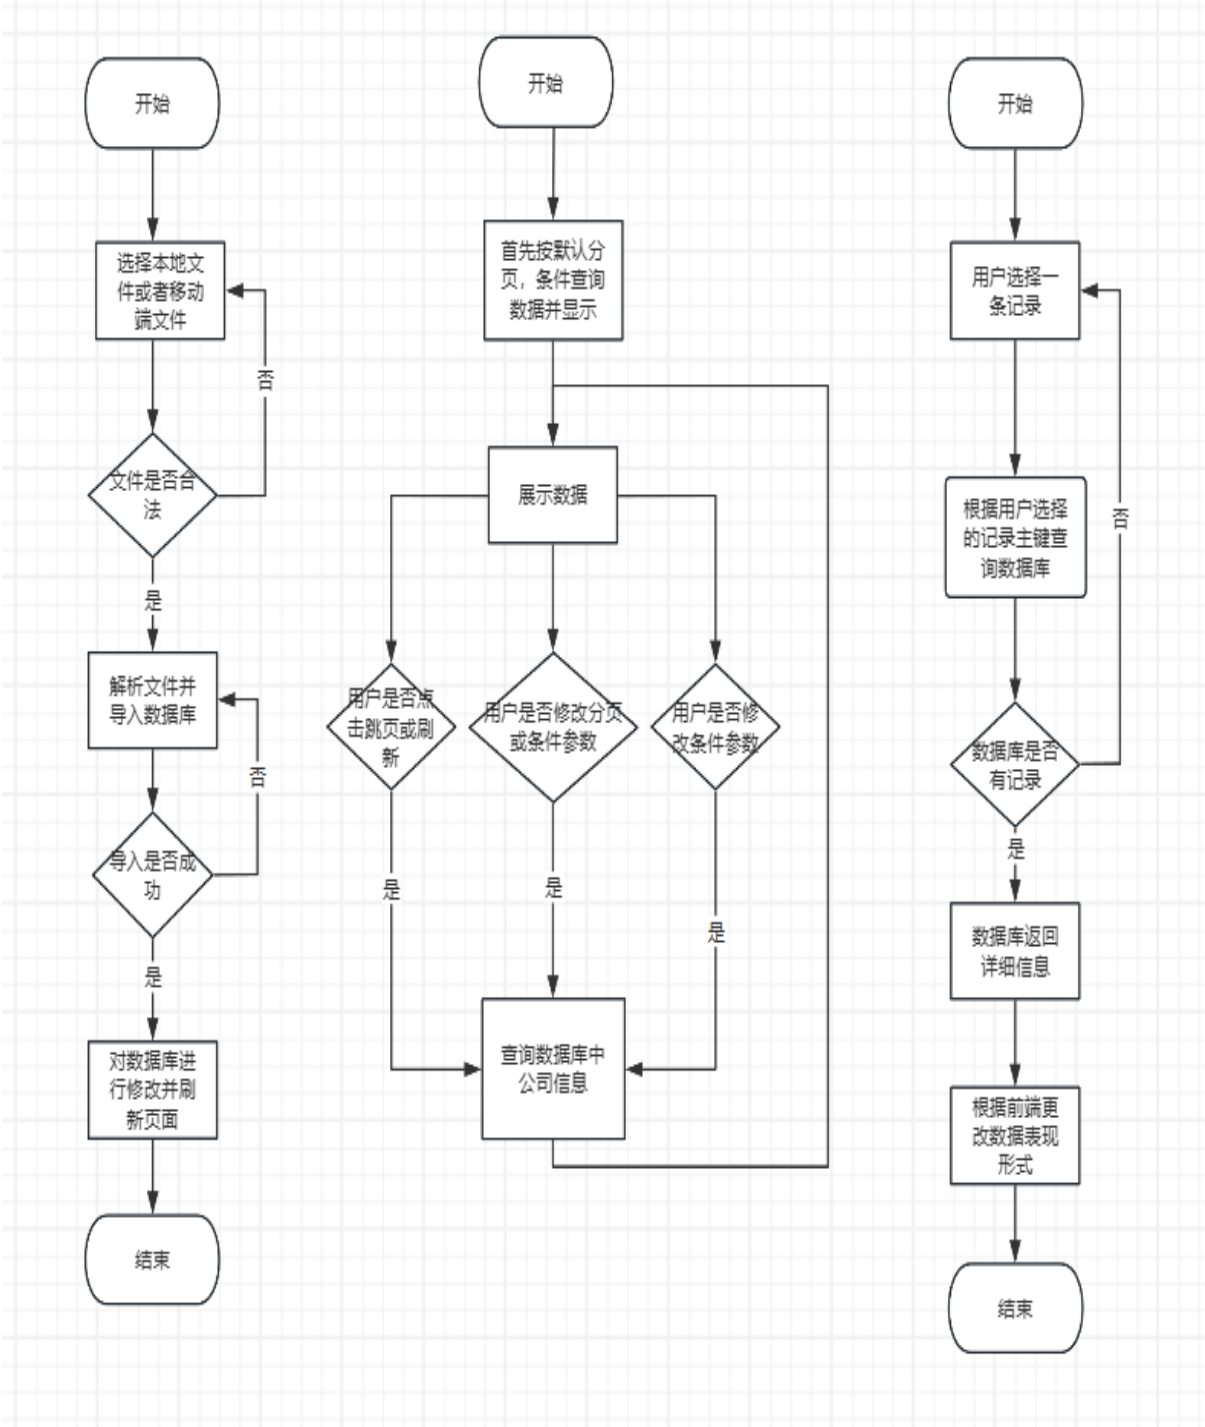 开始
选择本地文
件或者移动
端文件
否
文件是否合
法
是
解析文件并
导入数据库
否
导入是否成
功
是
对数据库进
行修改并刷
新页面
结束
开始
首先按默认分
页，条件查询
数据并显示
展示数据
用户是否点
击跳页或刷
新
用户是否修改分页
或条件参数
用户是否修
改条件参数
是
是
是
查询数据库中
公司信息
开始
用户选择一
条记录
根据用户选择
的记录主键查
询数据库
否
数据库是否
有记录
是
数据库返回
详细信息
根据前端更
改数据表现
形式
结束